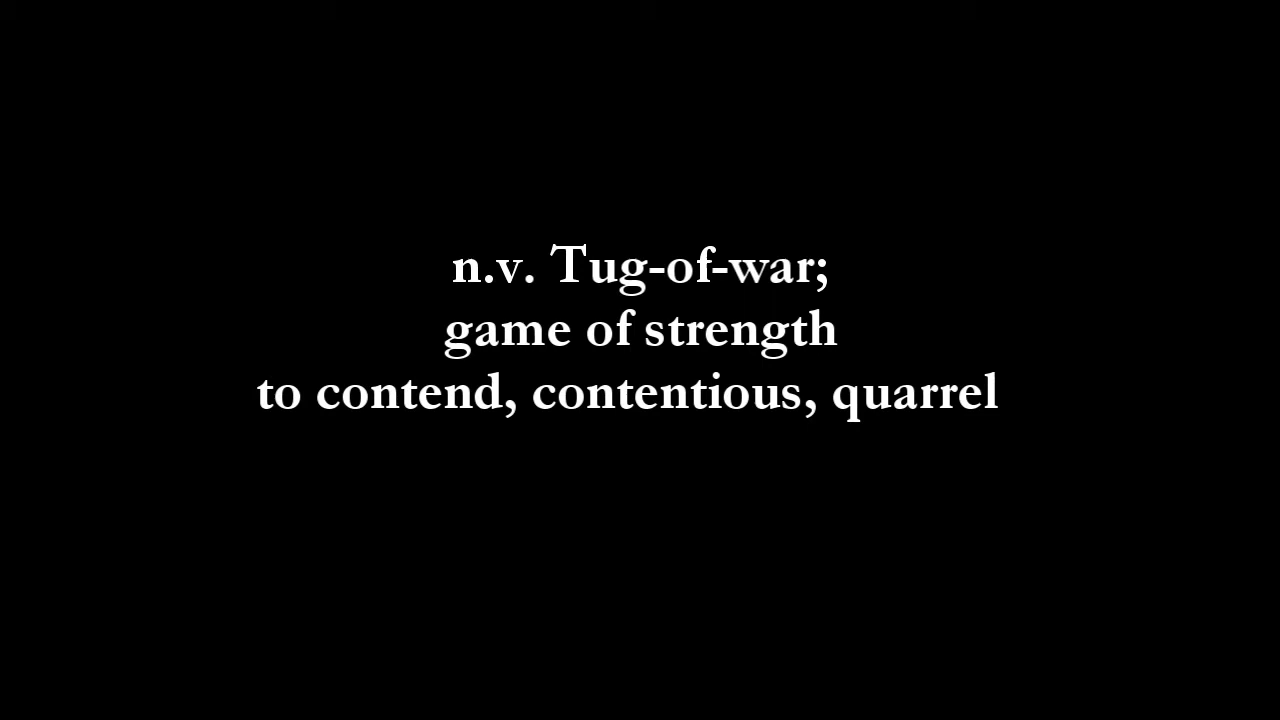 n.v. Tug-of-war;
game of strength
to contend, contentious, quarrel